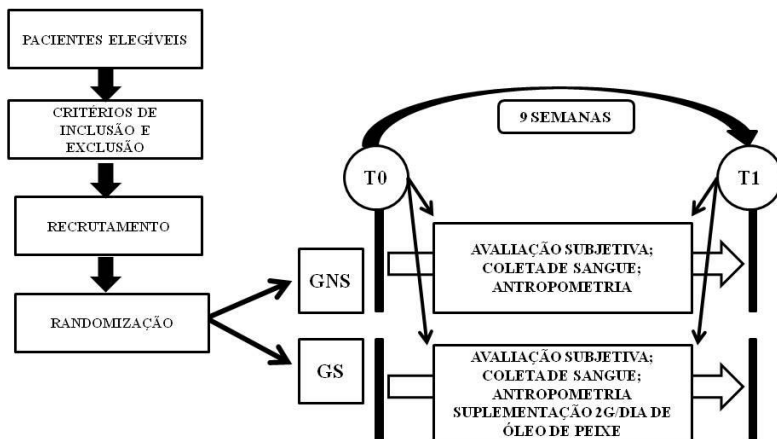 PACIENTES ELEGÍVEIS
CRITÉRIOS DE
INCLUSÃO E
EXCLUSÃO
RECRUTAMENTO
RANDOMIZAÇÃO
GNS
GS
9 SEMANAS
T0
T1
AVALIAÇÃO SUBJETIVA;
COLETA DE SANGUE;
ANTROPOMETRIA
AVALIAÇÃO SUBJETIVA;
COLETA DE SANGUE;
ANTROPOMETRIA
SUPLEMENTAÇÃO 2G/DIA DE
ÓLEO DE PEIXE